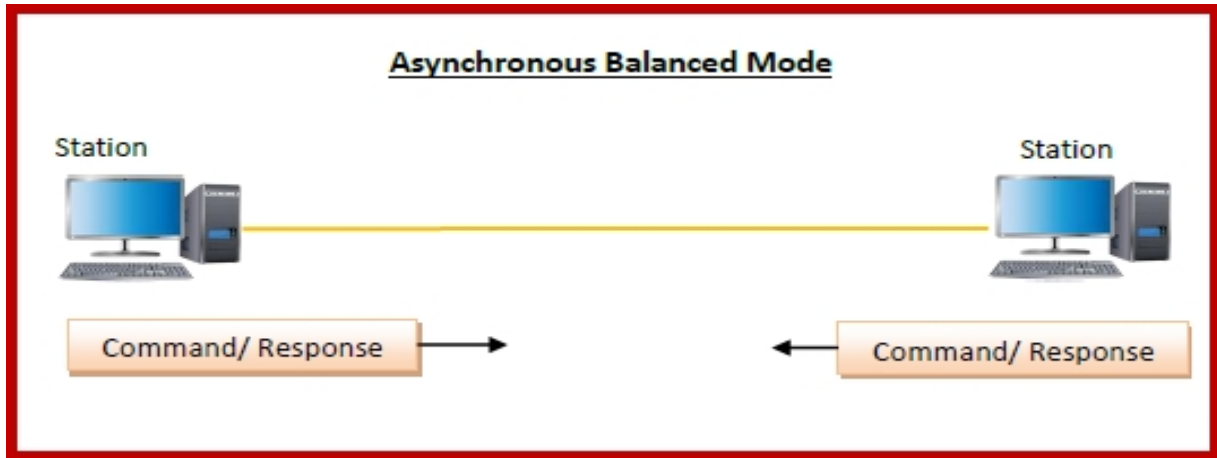 Asynchronous Balanced Mode
Station
Station
Command/ Response
Command/ Response